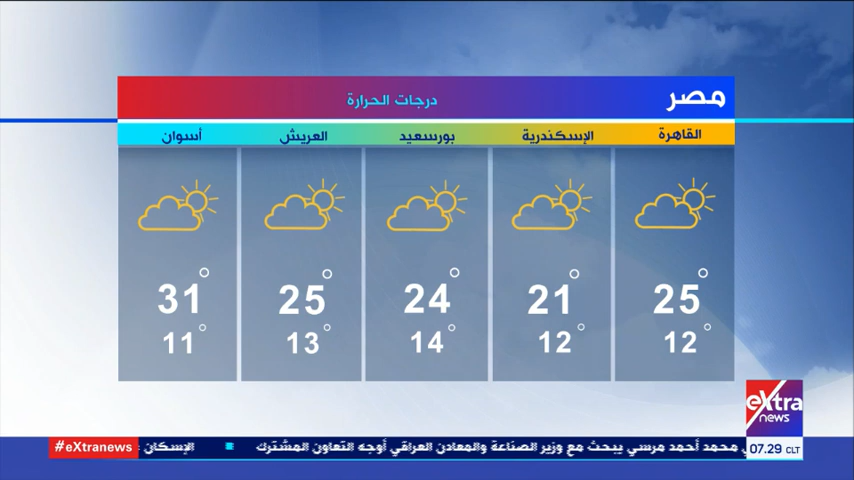 مصر
درجات الحرارة
القاهرة الإسكندرية بورسعيد العريش أسوان
25° 21° 24° 25° 31°
12° 12° 14° 13° 11°
eXtra
news
07.29 CLT
محمد أحمد مرسي يبحث مع وزير الصناعة والمعادن العراقي أوجه التعاون المشترك
الإسكان
#eXtranews